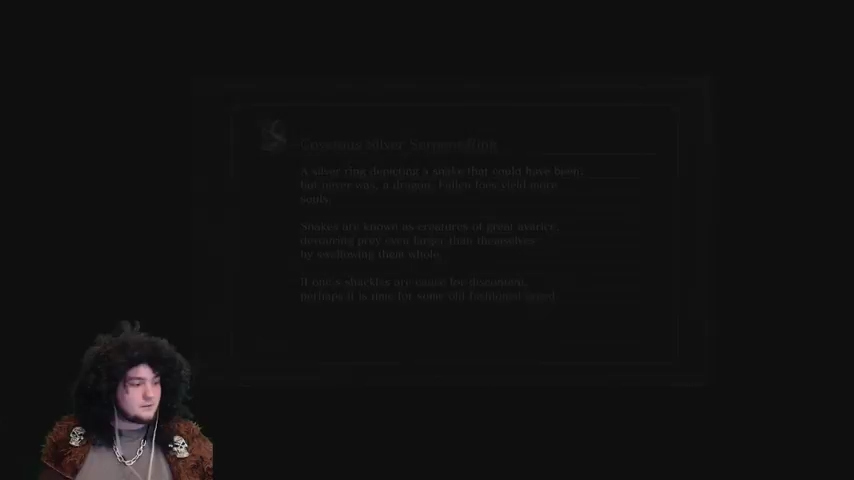 Covetous Silver Serpent Ring
A silver ring depicting a snake that could have been,
but never was, a dragon. Fallen foes yield more
souls.
Snakes are known as creatures of great avarice,
devouring prey even larger than themselves
by swallowing them whole.
If one's shackles are cause for discontent,
perhaps it is time for some old fashioned greed.